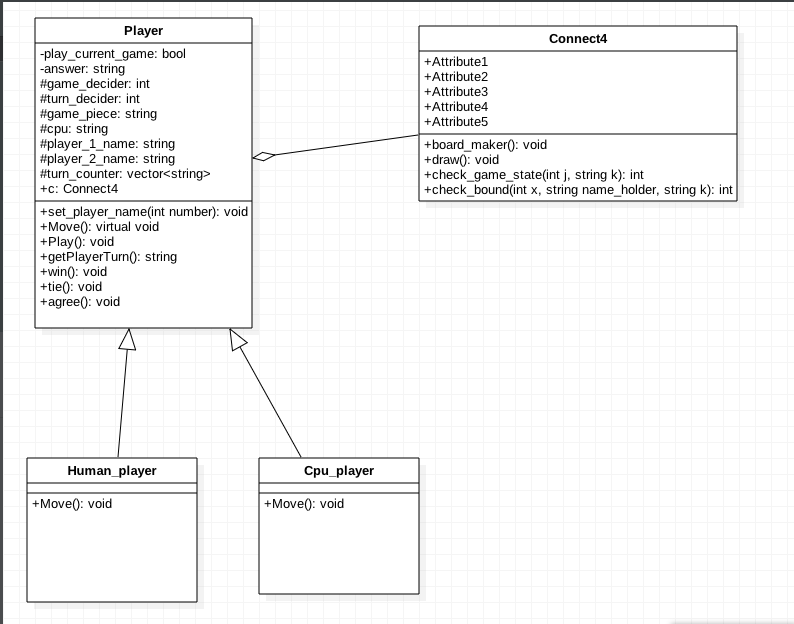 Player
-play_current_game: bool
-answer: string
#game_decider: int
#turn_decider: int
#game_piece: string
#cpu: string
#player_1_name: string
#player_2_name: string
#turn_counter: vector<string>
+c: Connect4
+set_player_name(int number): void
+Move(): virtual void
+Play(): void
+getPlayerTurn(): string
+win(): void
+tie(): void
+agree(): void
Connect4
+Attribute1
+Attribute2
+Attribute3
+Attribute4
+Attribute5
+board_maker(): void
+draw(): void
+check_game_state(int j, string k): int
+check_bound(int x, string name_holder, string k): int
Human_player
+Move(): void
Cpu_player
+Move(): void